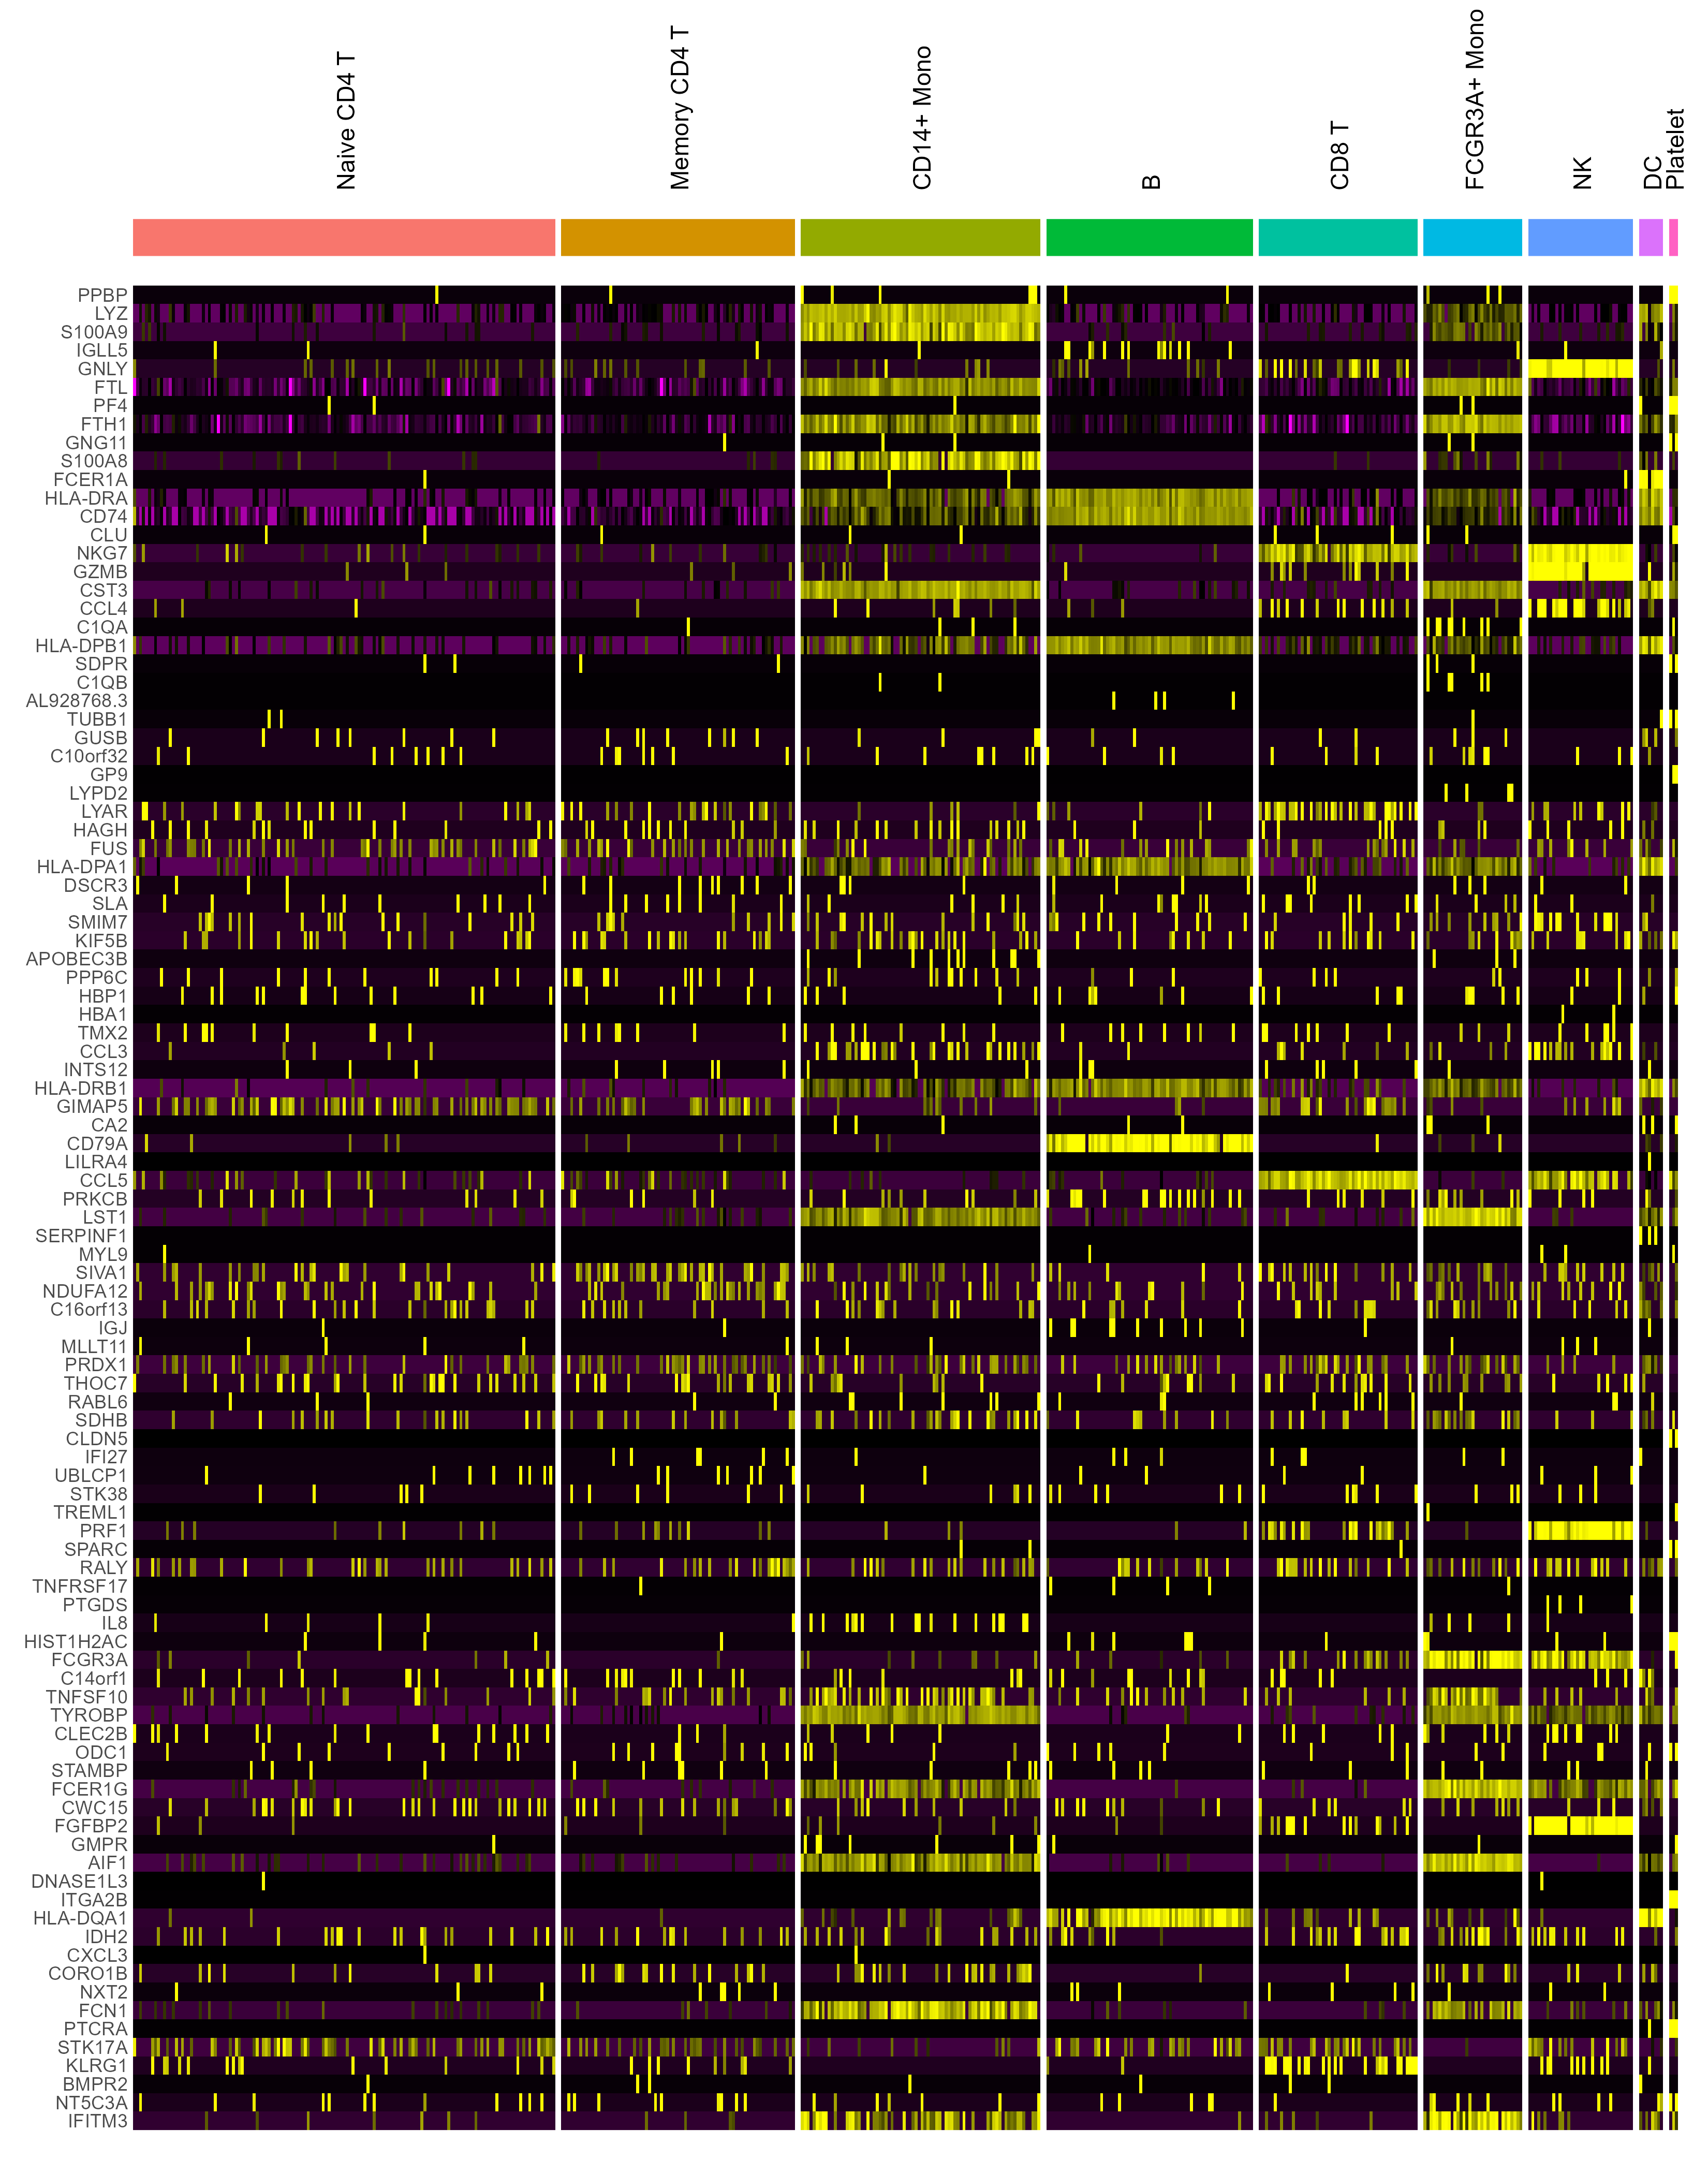 Naive CD4 T
Memory CD4 T
CD14+ Mono
B
CD8 T
FCGR3A+ Mono
NK
DC
Platelet
PPBP
LYZ
S100A9
IGLL5
GNLY
FTL
PF4
FTH1
GNG11
S100A8
FCER1A
HLA-DRA
CD74
CLU
NKG7
GZMB
CST3
CCL4
C1QA
HLA-DPB1
SDPR
C1QB
AL928768.3
TUBB1
GUSB
C10orf32
GP9
LYPD2
LYAR
HAGH
FUS
HLA-DPA1
DSCR3
SLA
SMIM7
KIF5B
APOBEC3B
PPP6C
HBP1
HBA1
TMX2
CCL3
INTS12
HLA-DRB1
GIMAP5
CA2
CD79A
LILRA4
CCL5
PRKCB
LST1
SERPINF1
MYL9
SIVA1
NDUFA12
C16orf13
IGJ
MLLT11
PRDX1
THOC7
RABL6
SDHB
CLDN5
IFI27
UBLCP1
STK38
TREML1
PRF1
SPARC
RALY
TNFRSF17
PTGDS
IL8
HIST1H2AC
FCGR3A
C14orf1
TNFSF10
TYROBP
CLEC2B
ODC1
STAMBP
FCER1G
CWC15
FGFBP2
GMPR
AIF1
DNASE1L3
ITGA2B
HLA-DQA1
IDH2
CXCL3
CORO1B
NXT2
FCN1
PTCRA
STK17A
KLRG1
BMPR2
NT5C3A
IFITM3